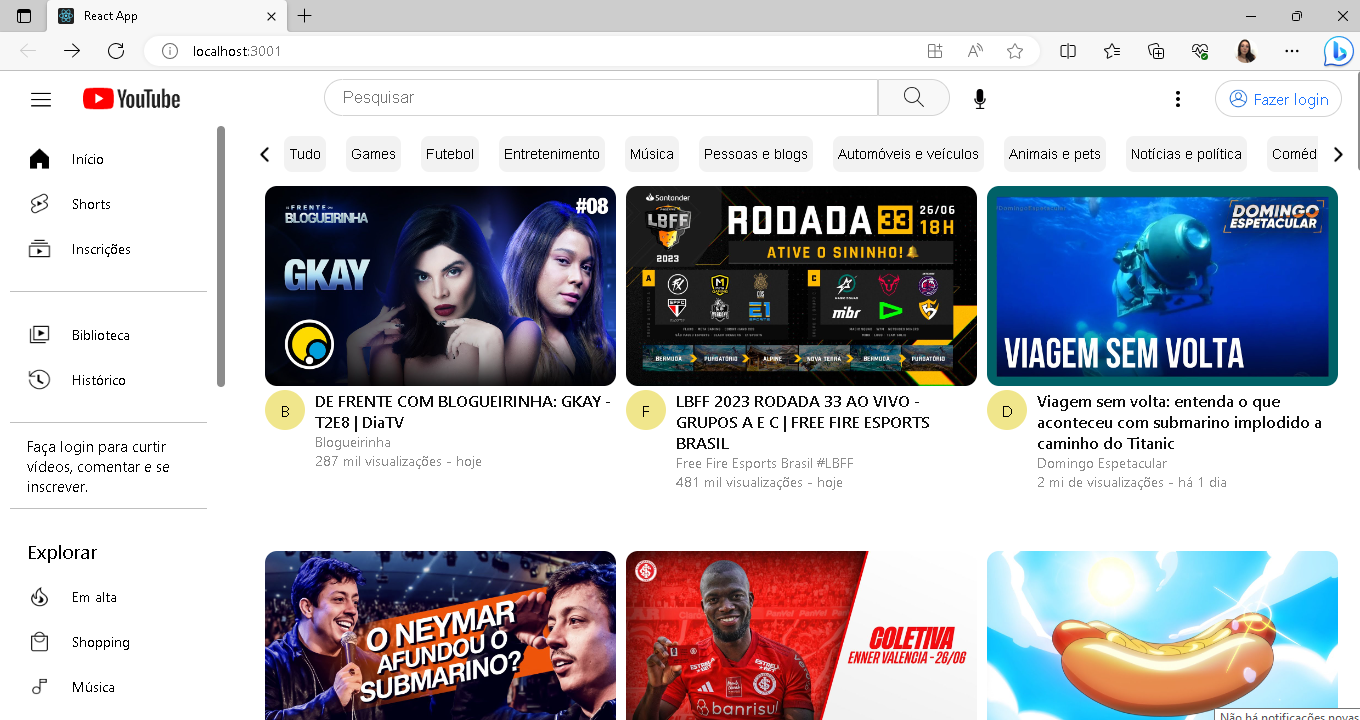 React App
localhost:3001
YouTube
Pesquisar
Fazer login
Início
Shorts
Inscrições
Biblioteca
Histórico
Faça login para curtir
vídeos, comentar e se
inscrever.
Explorar
Em alta
Shopping
Música
Tudo
Games
Futebol
Entretenimento
Música
Pessoas e blogs
Automóveis e veículos
Animais e pets
Notícias e política
Coméd
DE FRENTE COM
BLOGUEIRINHA
#08
GKAY
B
DE FRENTE COM BLOGUEIRINHA: GKAY -
T2E8 | DiaTV
Blogueirinha
287 mil visualizações - hoje
Santander
LBFF
2023
RODADA 33
26/06
18H
ATIVE O SININHO!
A
C
SPFC
E1
mibr
BERMUDA
PURGATÓRIO
ALPINE
NOVA TERRA
BERMUDA
PURGATÓRIO
F
LBFF 2023 RODADA 33 AO VIVO -
GRUPOS A E C | FREE FIRE ESPORTS
BRASIL
Free Fire Esports Brasil #LBFF
481 mil visualizações - hoje
/DomingoEspetacular
DOMINGO
ESPETACULAR
VIAGEM SEM VOLTA
D
Viagem sem volta: entenda o que
aconteceu com submarino implodido a
caminho do Titanic
Domingo Espetacular
2 mi de visualizações - há 1 dia
O NEYMAR
AFUNDOU O
SUBMARINO?
COLETIVA
ENNER VALENCIA - 26/06
banrisul
Não há notificações novas